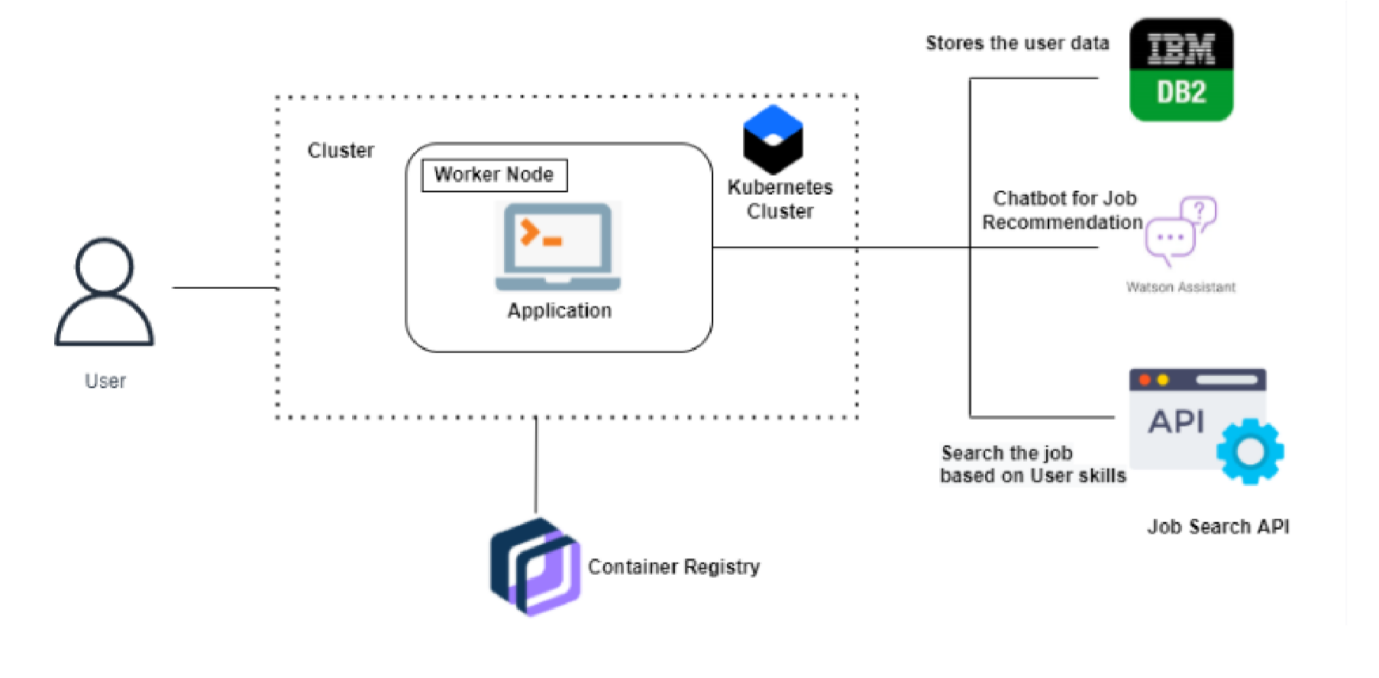 Stores the user data
IBM
DB2
Cluster
Worker Node
Kubernetes
Cluster
Application
Chatbot for Job
Recommendation
?
Watson Assistant
User
API
Search the job
based on User skills
Job Search API
Container Registry